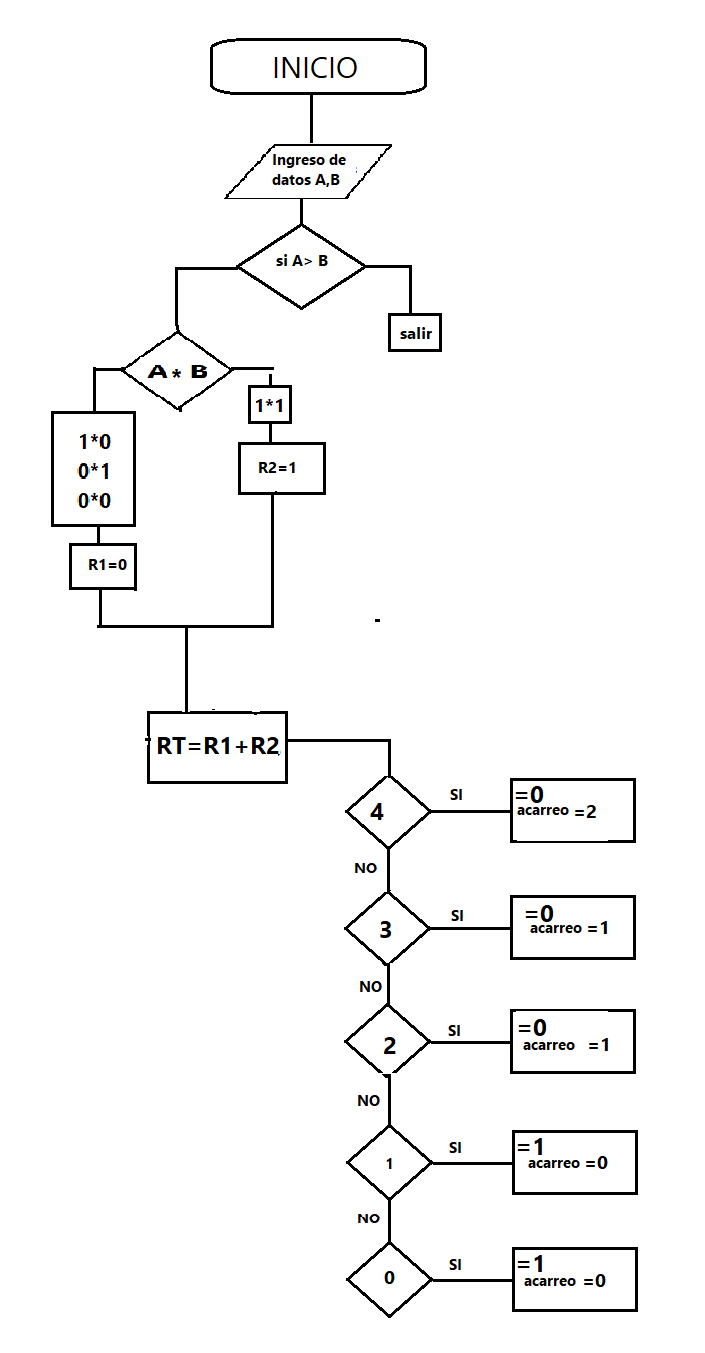 INICIO
Ingreso de
datos A,B
si A> B
salir
A * B
1*1
1*0
0*1
0*0
R2=1
R1=0
RT=R1+R2
4
SI
=0
acarreo =2
NO
3
SI
=0
acarreo =1
NO
2
SI
=0
acarreo =1
NO
1
SI
=1
acarreo =0
NO
0
SI
=1
acarreo =0